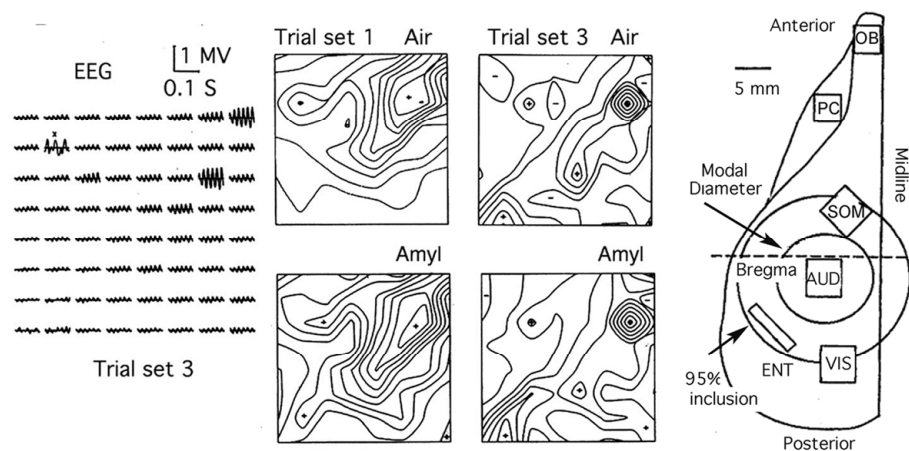 EEG
1 MV
0.1 S
x
Trial set 3
Trial set 1 Air
Trial set 3 Air
Amyl
Amyl
Anterior
OB
5 mm
PC
Midline
Modal
Diameter
SOM
Bregma
AUD
95%
inclusion
ENT
VIS
Posterior